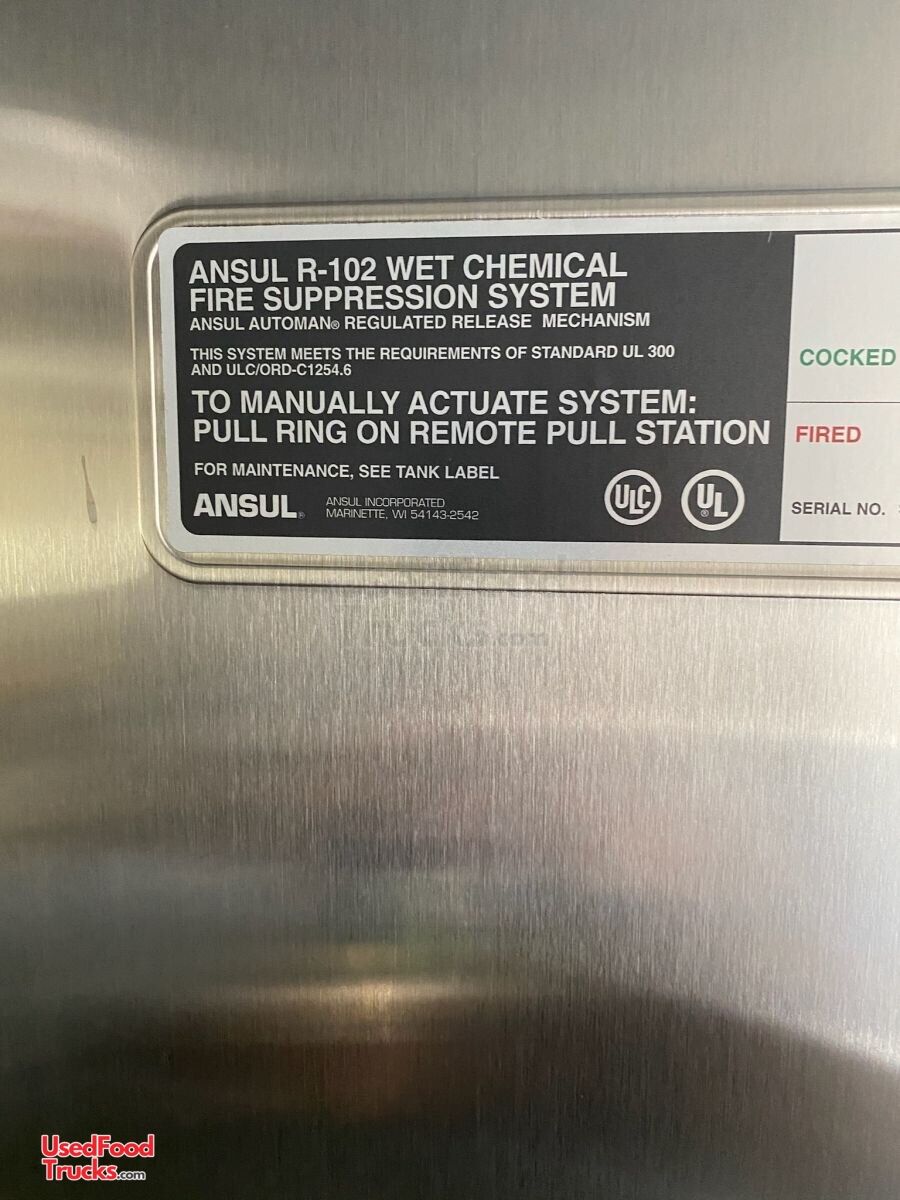 ANSUL R-102 WET CHEMICAL
FIRE SUPPRESSION SYSTEM
ANSUL AUTOMAN® REGULATED RELEASE MECHANISM
THIS SYSTEM MEETS THE REQUIREMENTS OF STANDARD UL 300
AND ULC/ORD-C1254.6
TO MANUALLY ACTUATE SYSTEM:
PULL RING ON REMOTE PULL STATION
FOR MAINTENANCE, SEE TANK LABEL
ANSUL®
ANSUL INCORPORATED
MARINETTE, WI 54143-2542
ULC
UL®
COCKED
FIRED
SERIAL NO.
UsedFood
Trucks.com